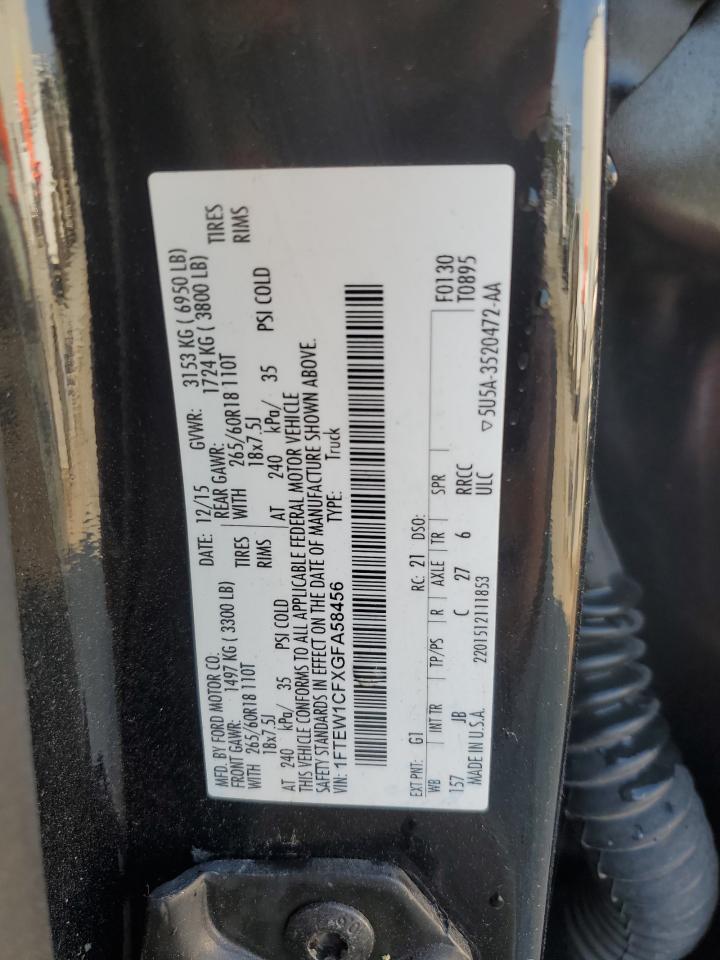 MFD. BY FORD MOTOR CO. DATE: 12/15 GVWR: 3153 KG ( 6950 LB)
FRONT GAWR: 1497 KG ( 3300 LB) REAR GAWR: 1724 KG ( 3800 LB)
WITH 265/60R18 110T TIRES WITH 265/60R18 110T TIRES
18x7.5J RIMS 18x7.5J RIMS
AT 240 kPa/ 35 PSI COLD AT 240 kPa/ 35 PSI COLD
THIS VEHICLE CONFORMS TO ALL APPLICABLE FEDERAL MOTOR VEHICLE
SAFETY STANDARDS IN EFFECT ON THE DATE OF MANUFACTURE SHOWN ABOVE.
VIN: 1FTEW1CFXGFA58456 TYPE: Truck
EXT PNT: G1 RC: 21 DSO: F0130
WB INT TR TP/PS R AXLE TR SPR T0895
157 JB C 27 6 RRCC
MADE IN U.S.A. 2201512111853 ULC ▽5U5A-3520472-AA
50